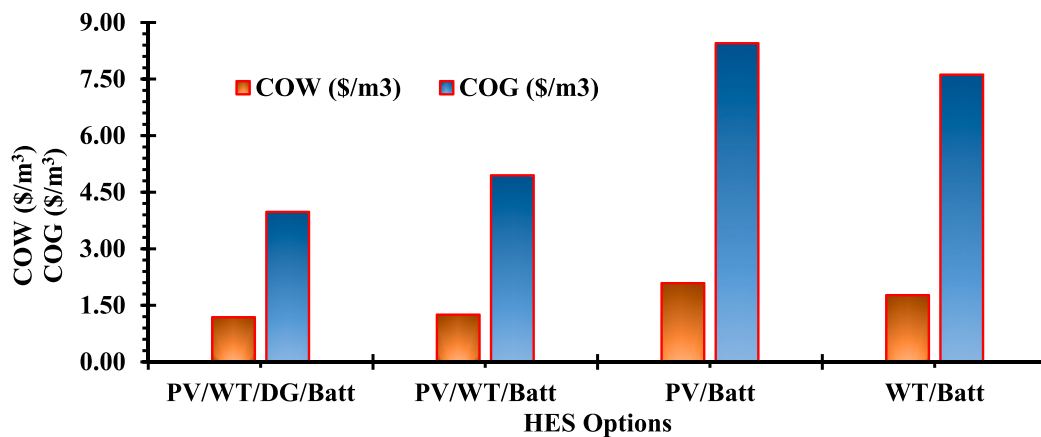 9.00
7.50
6.00
4.50
3.00
1.50
0.00
COW ($/m³)
COG ($/m³)
COW ($/m3)
COG ($/m3)
PV/WT/DG/Batt
PV/WT/Batt
PV/Batt
WT/Batt
HES Options